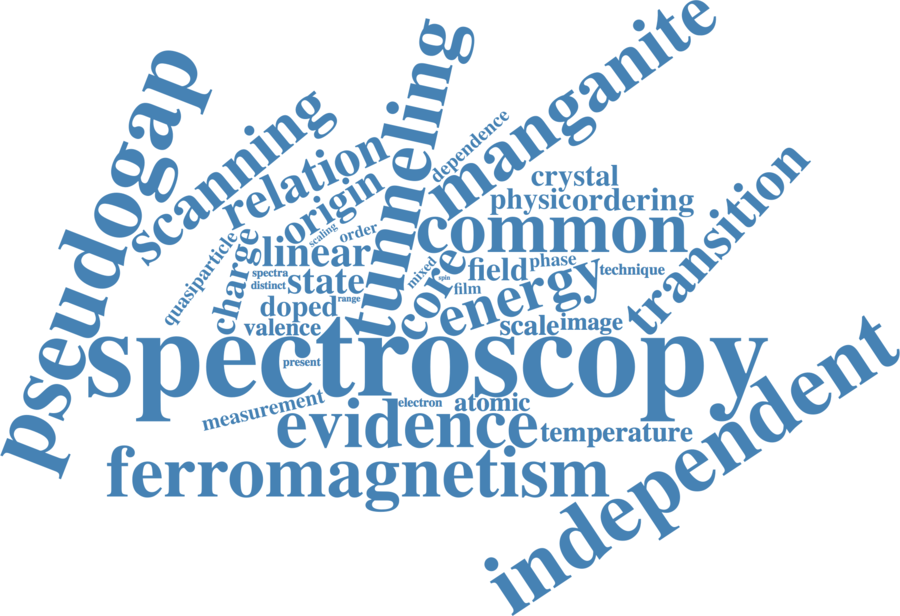 pseudogap
scanning
tunneling
manganite
relation
dependence
origin
crystal
physicordering
scaling
order
common
transition
quasiparticle
charge
linear
spectra
distinct
state
mixed
core
spin
field
phase
film
technique
energy
range
doped
valence
scale
image
spectroscopy
present
independent
measurement
electron
atomic
evidence
temperature
ferromagnetism